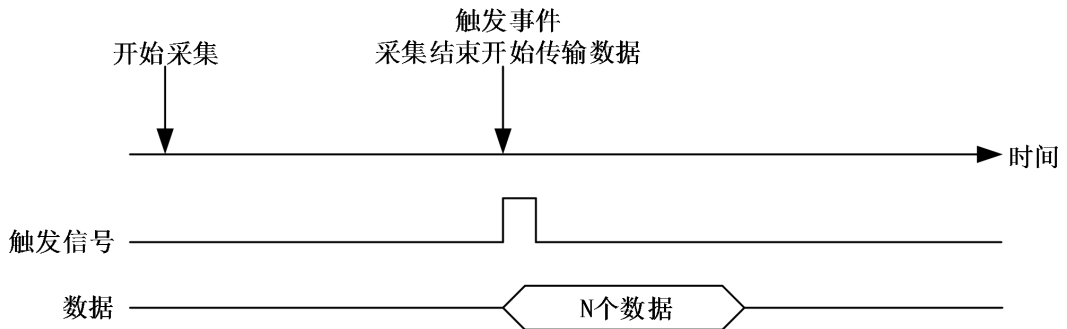 触发事件
开始采集
采集结束开始传输数据
时间
触发信号
数据
N个数据